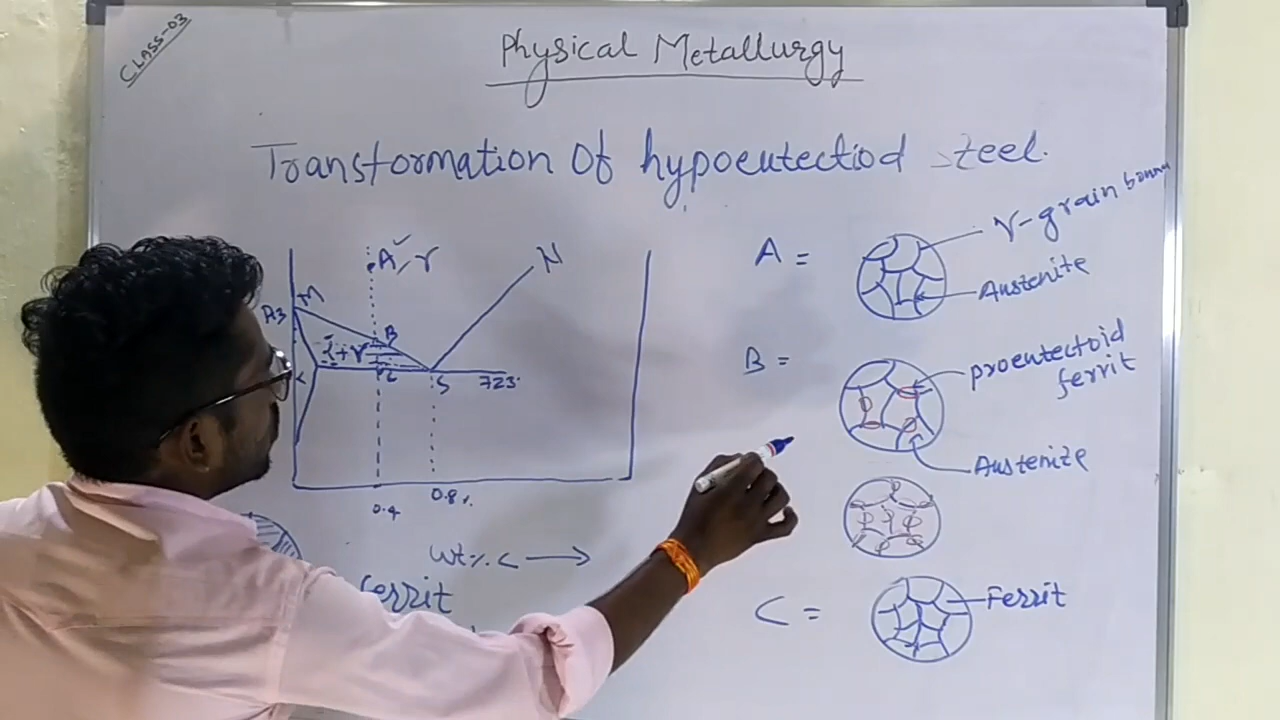 CLASS-03
Physical Metallurgy
Transformation Of hypoeutectiod steel.
A, γ
N
A3
M
B
+γ
C
S
723°
0.4
0.8%
Wt% C
ferrit
A =
γ-grain boun
Austenite
B =
proeutectoid
ferrit
Austenite
C =
Ferrit